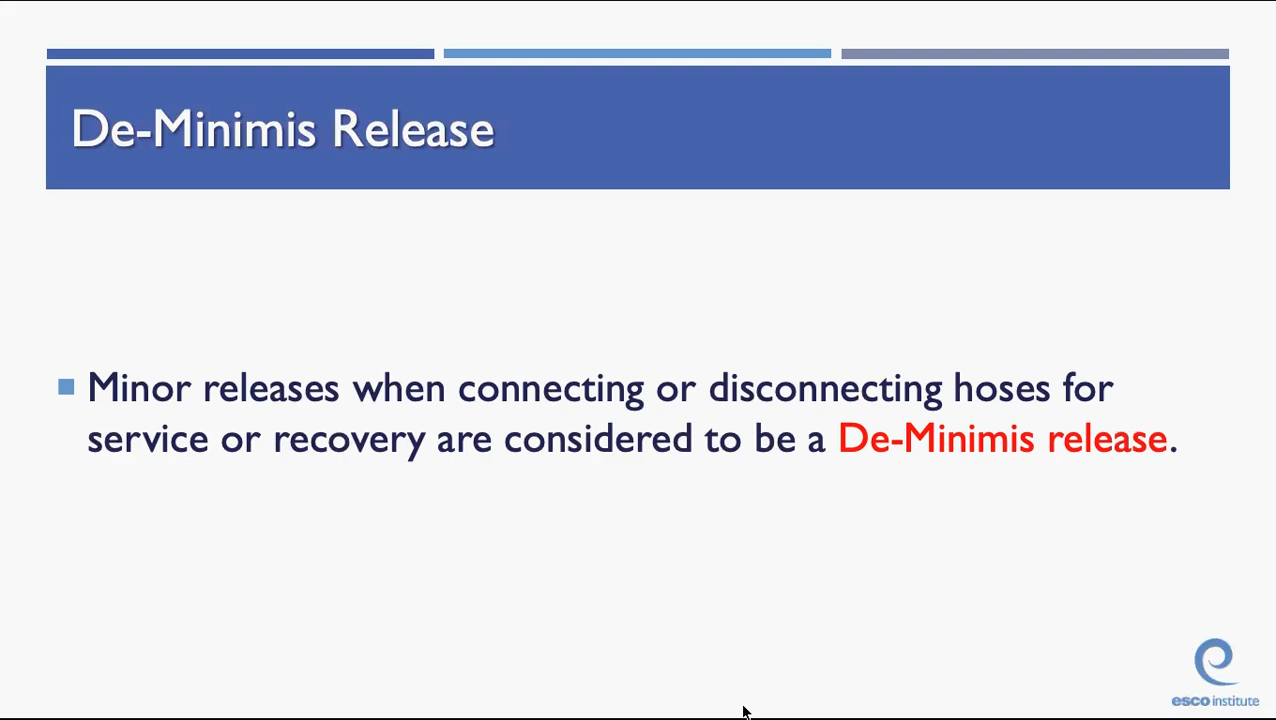 De-Minimis Release
Minor releases when connecting or disconnecting hoses for
service or recovery are considered to be a De-Minimis release.
esco institute